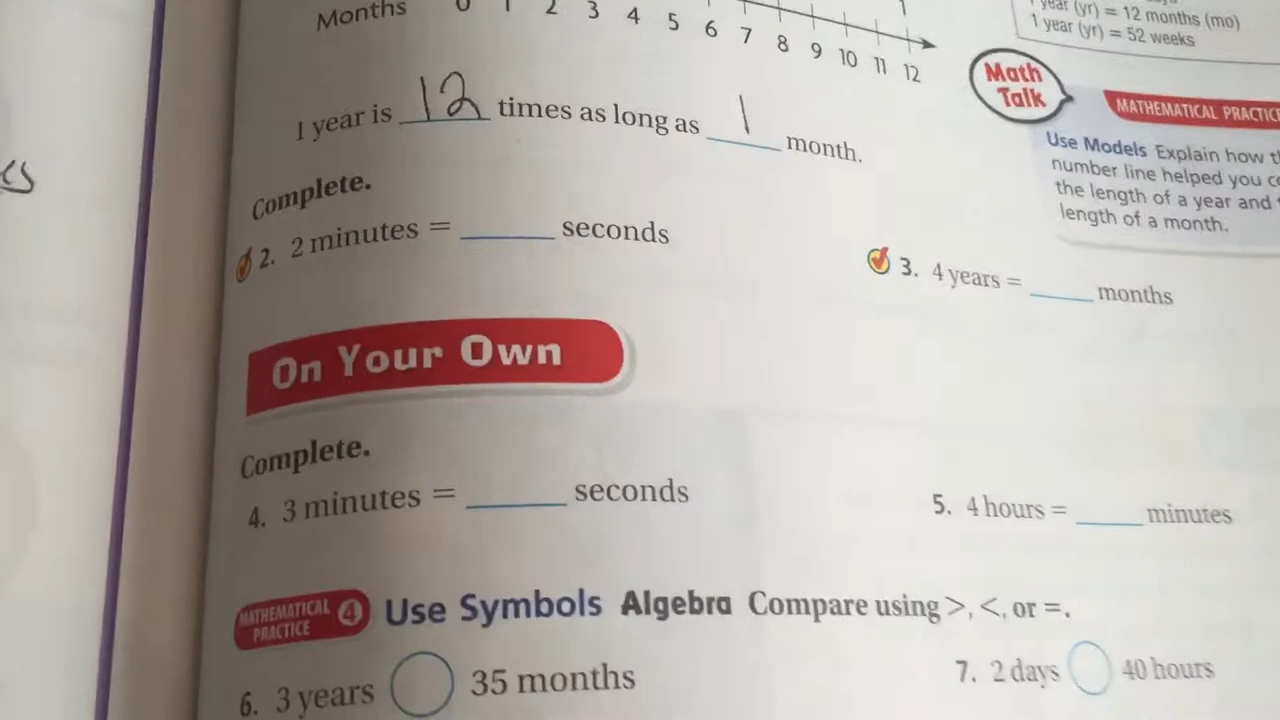 Months 0 1 2 3 4 5 6 7 8 9 10 11 12
1
year (yr) = 12 months (mo)
1 year (yr) = 52 weeks
Math
Talk
MATHEMATICAL
1 year is 12 times as long as 1 month.
Use Models Explain how
number line helped you
the length of a year and
length of a month.
Complete.
2. 2 minutes = ____ seconds
3. 4 years = ____ months
On Your Own
Complete.
4. 3 minutes = ____ seconds
5. 4 hours = ____ minutes
MATHEMATICAL
PRACTICE 4 Use Symbols Algebra Compare using >, <, or =.
6. 3 years ◯ 35 months
7. 2 days ◯ 40 hours